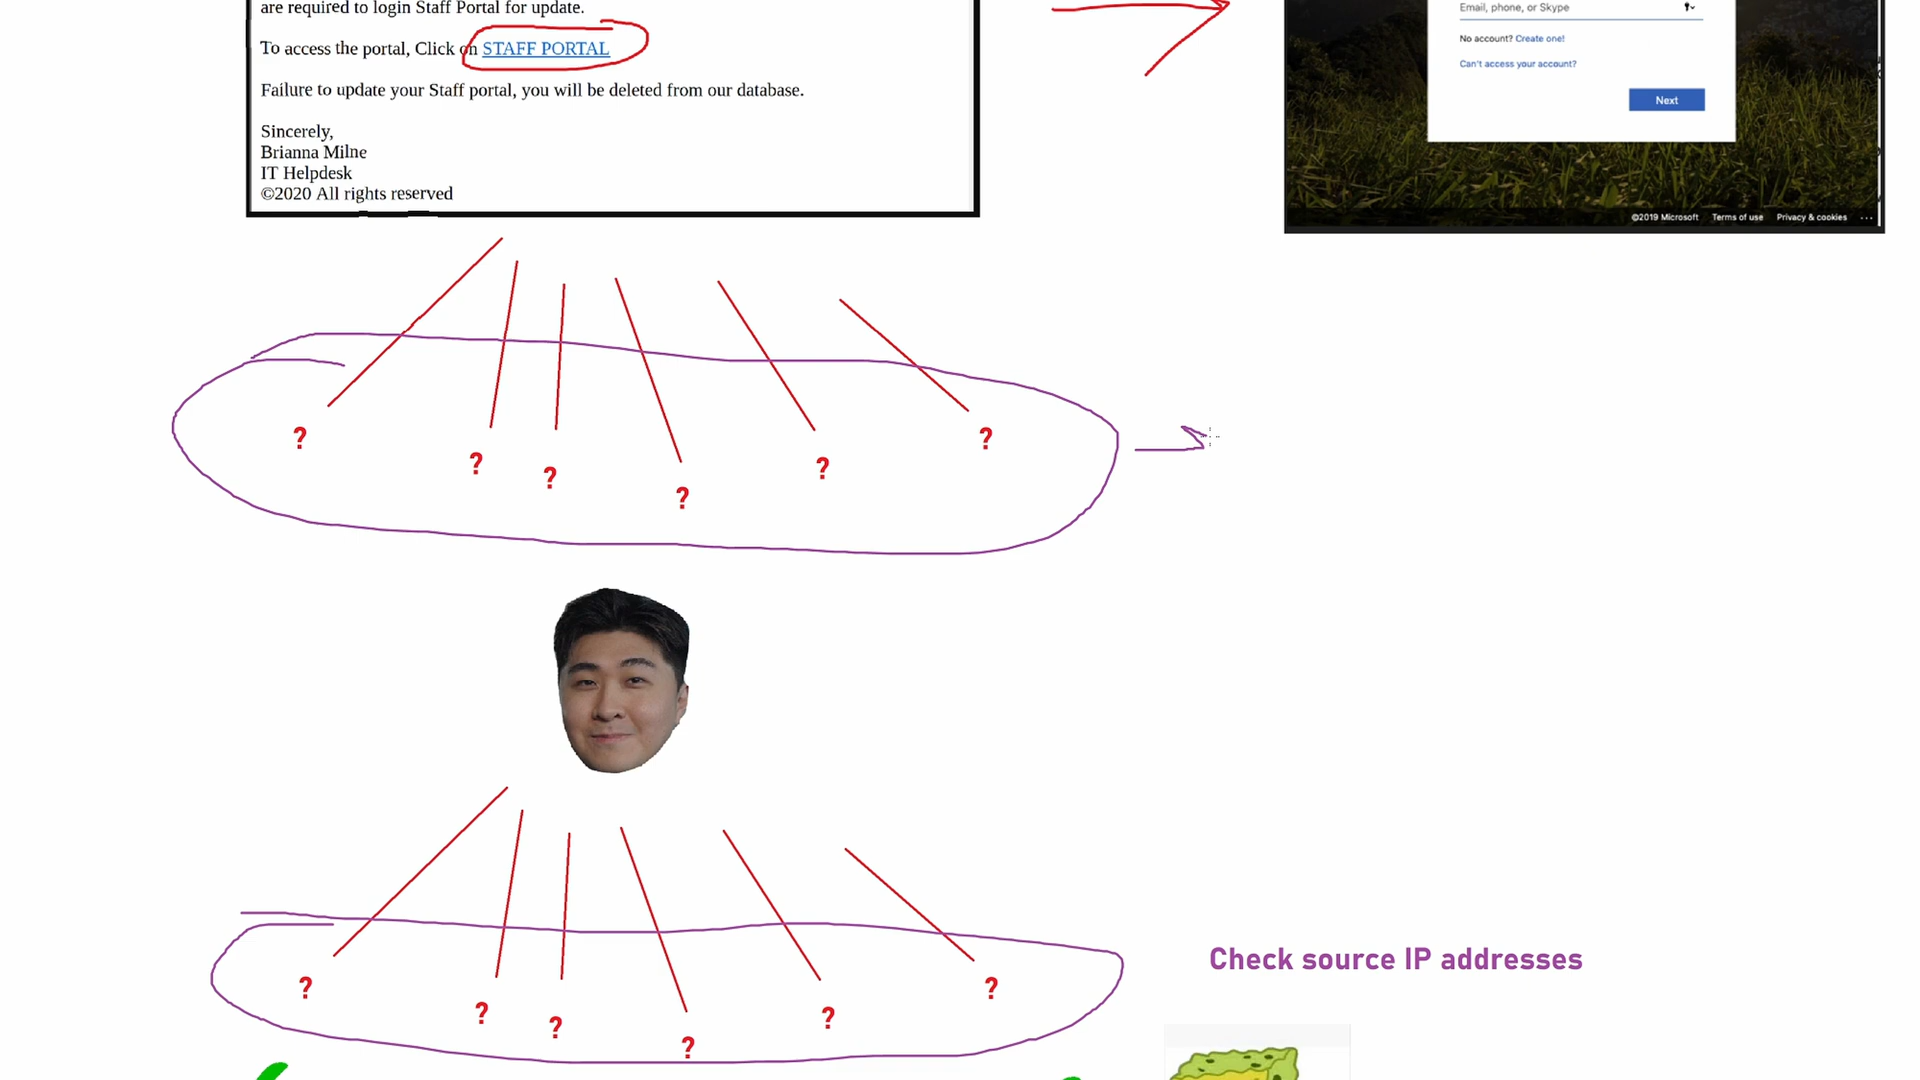 are required to login Staff Portal for update.
To access the portal, Click on STAFF PORTAL
Failure to update your Staff portal, you will be deleted from our database.
Sincerely,
Brianna Milne
IT Helpdesk
©2020 All rights reserved
Email, phone, or Skype
No account? Create one!
Can't access your account?
Next
©2019 Microsoft Terms of use Privacy & cookies ...
? ? ? ? ? ?
? ? ? ? ? ?
Check source IP addresses